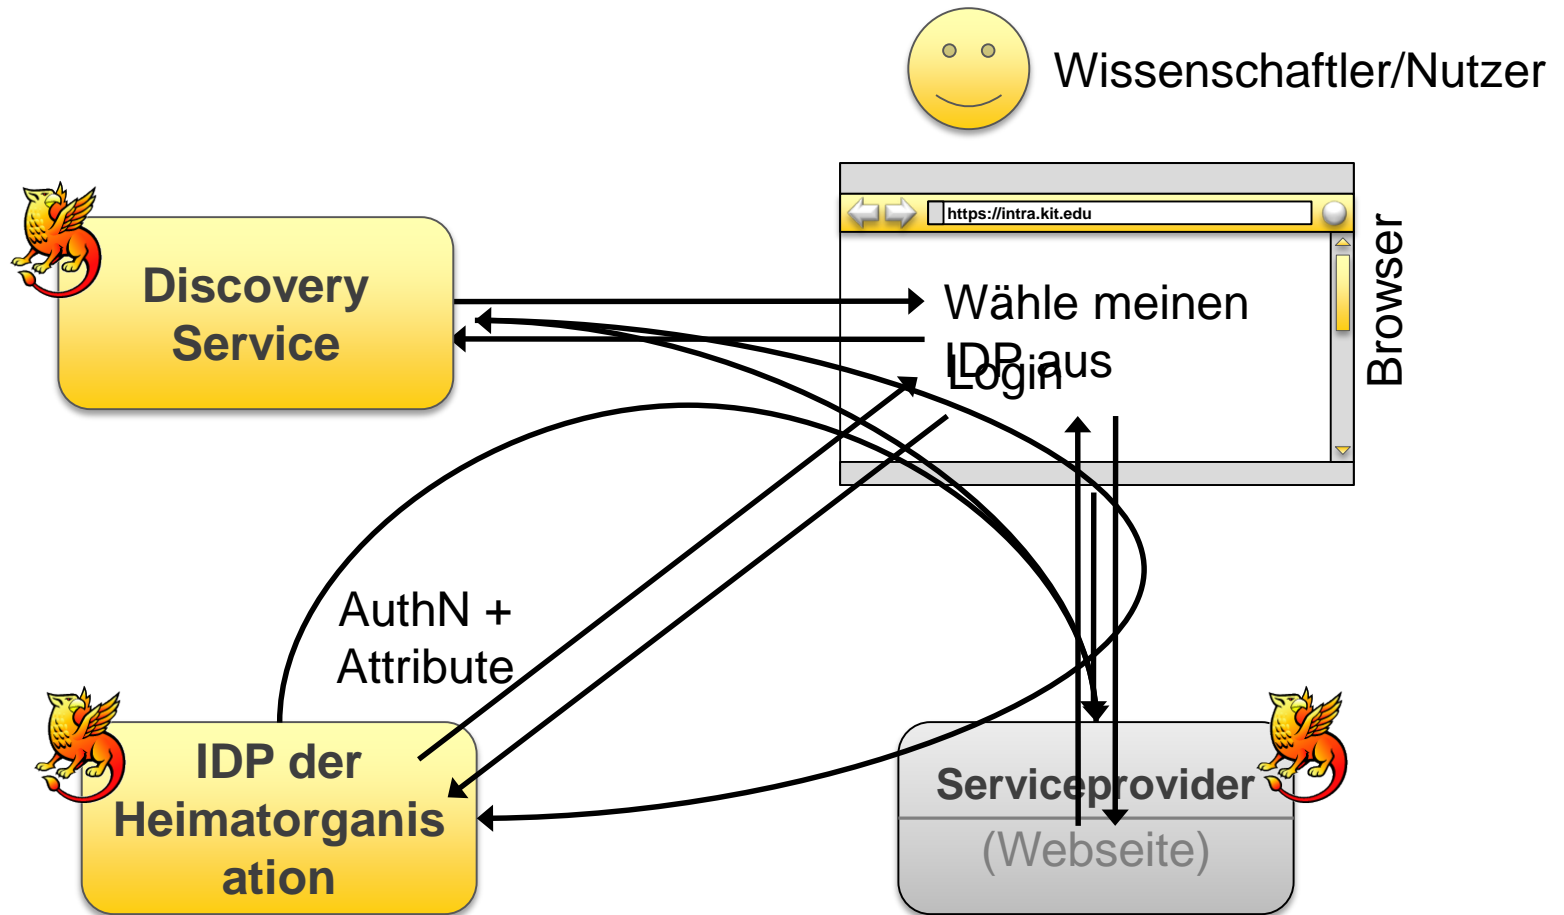 Wissenschaftler/Nutzer
https://intra.kit.edu
Browser
Discovery
Service
Wähle meinen
IDP aus
Login
AuthN +
Attribute
IDP der
Heimatorganis
ation
Serviceprovider
(Webseite)